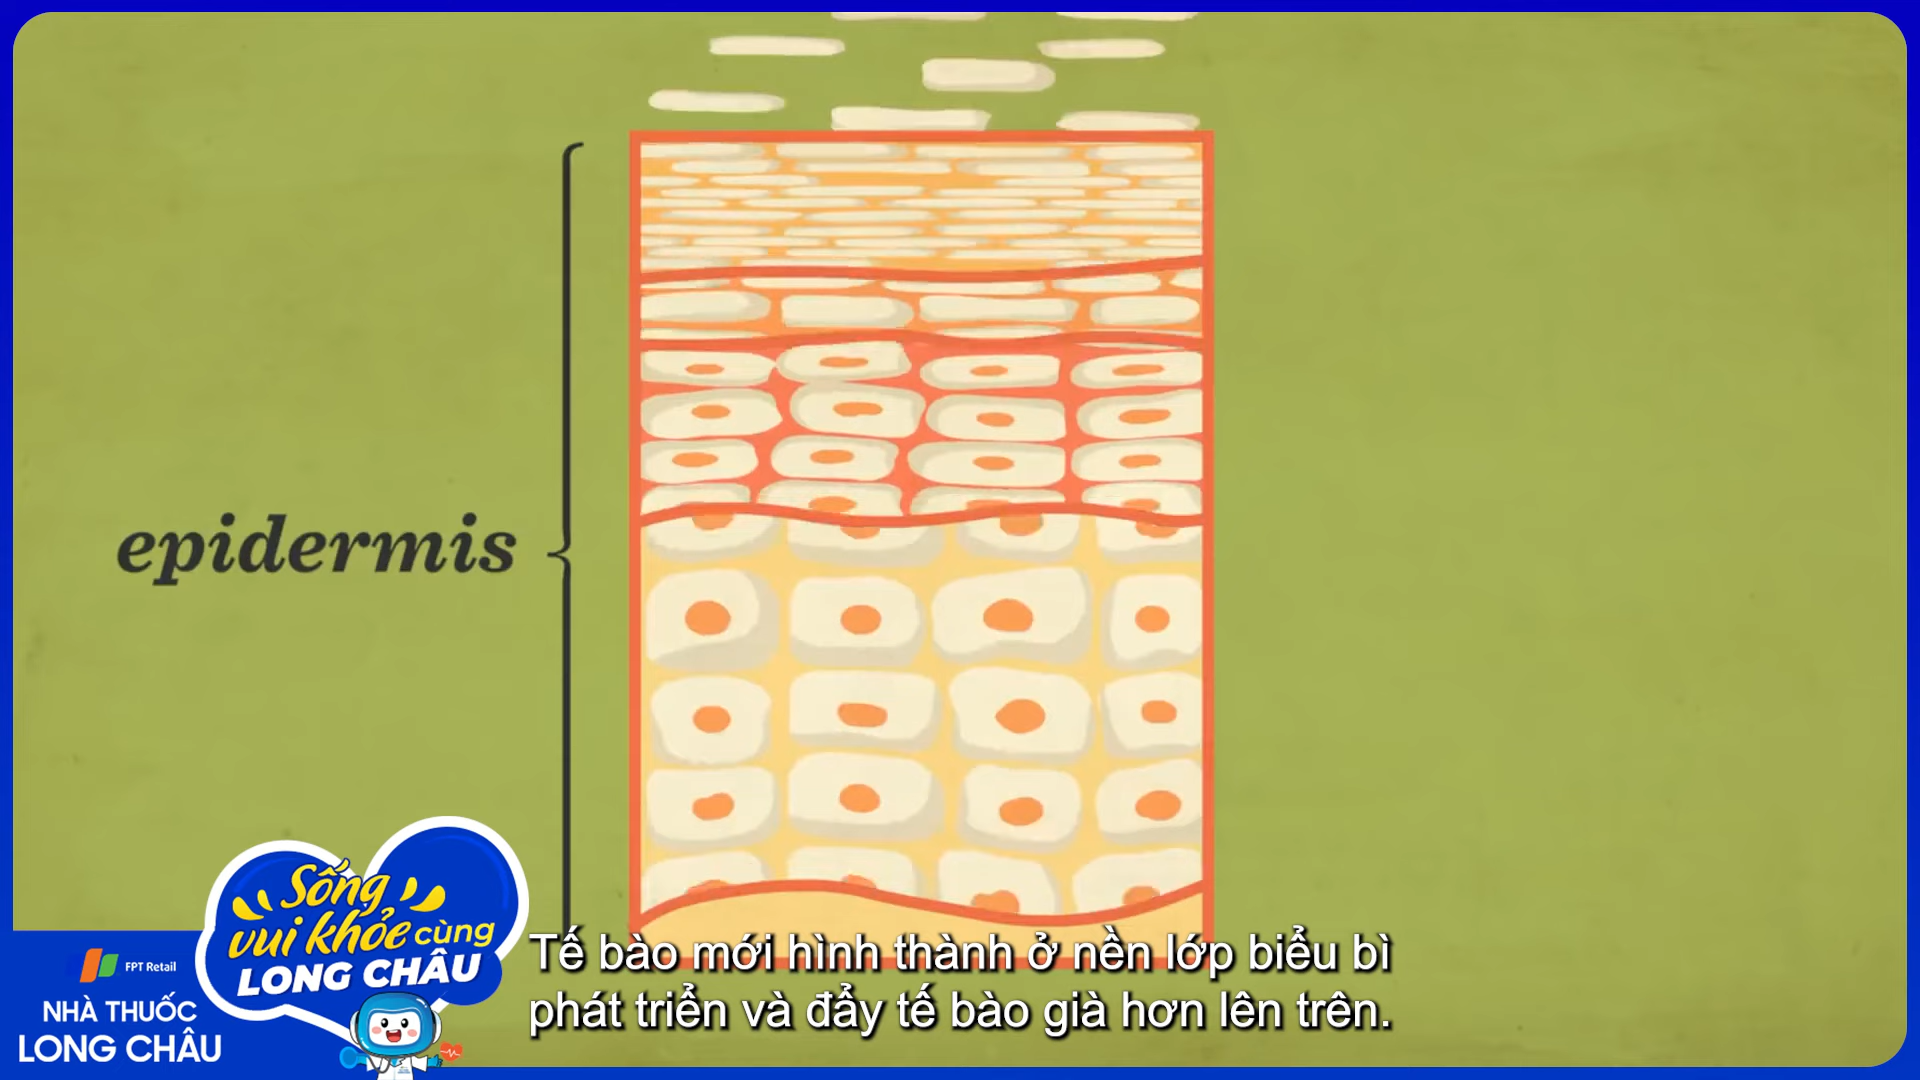 epidermis
Sống
vui khỏe cùng
LONG CHÂU
FPT Retail
NHÀ THUỐC
LONG CHÂU
Tế bào mới hình thành ở nền lớp biểu bì
phát triển và đẩy tế bào già hơn lên trên.